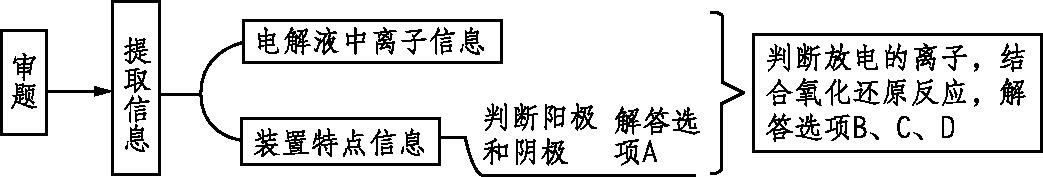 审题
提取信息
电解液中离子信息
装置特点信息
判断阳极
和阴极
解答选
项A
判断放电的离子，结
合氧化还原反应，解
答选项B、C、D